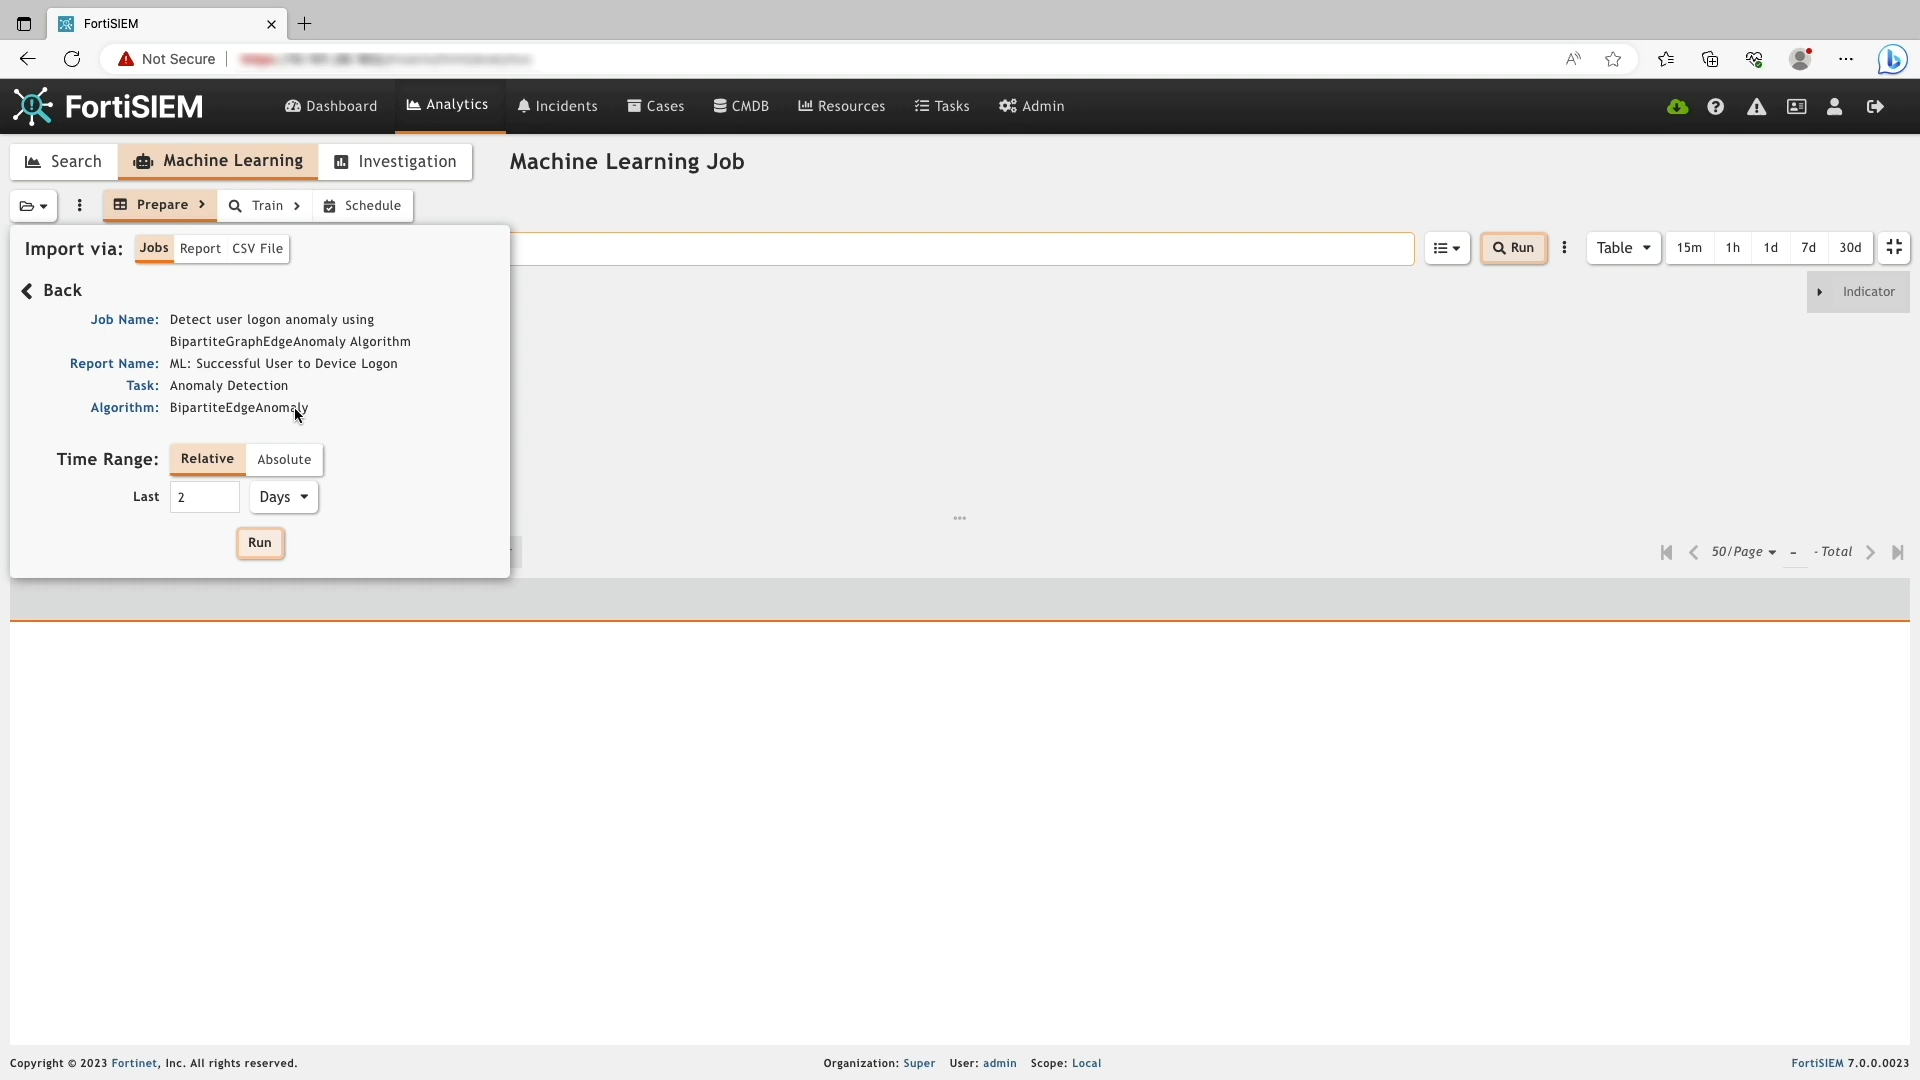 FortiSIEM
Not Secure
FortiSIEM
Dashboard
Analytics
Incidents
Cases
CMDB
Resources
Tasks
Admin
Search
Machine Learning
Investigation
Machine Learning Job
Prepare
Train
Schedule
Import via: Jobs Report CSV File
Run
Table
15m 1h 1d 7d 30d
Back
Indicator
Job Name: Detect user logon anomaly using
BipartiteGraphEdgeAnomaly Algorithm
Report Name: ML: Successful User to Device Logon
Task: Anomaly Detection
Algorithm: BipartiteEdgeAnomaly
Time Range: Relative Absolute
Last 2 Days
Run
50/Page - - Total
Copyright © 2023 Fortinet, Inc. All rights reserved.
Organization: Super User: admin Scope: Local
FortiSIEM 7.0.0.0023